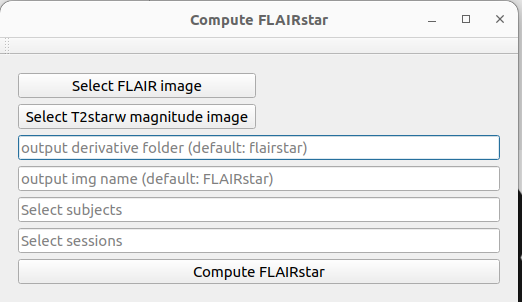 Compute FLAIRstar
Select FLAIR image
Select T2starw magnitude image
output derivative folder (default: flairstar)
output img name (default: FLAIRstar)
Select subjects
Select sessions
Compute FLAIRstar